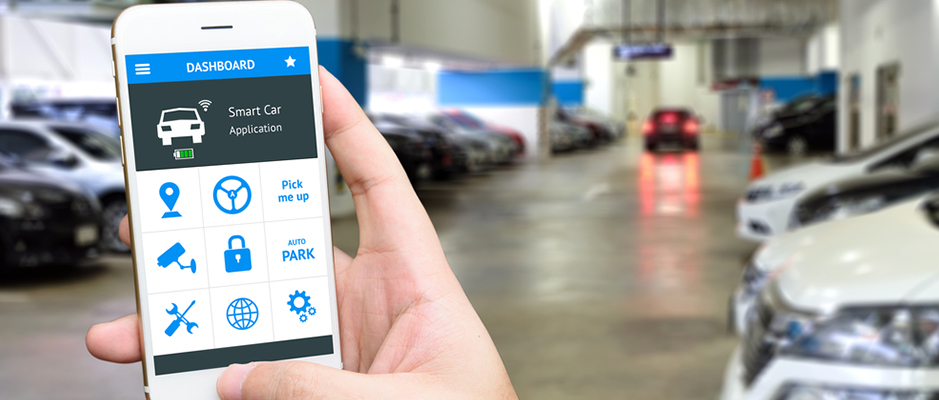 DASHBOARD
Smart Car
Application
Pick
me up
AUTO
PARK